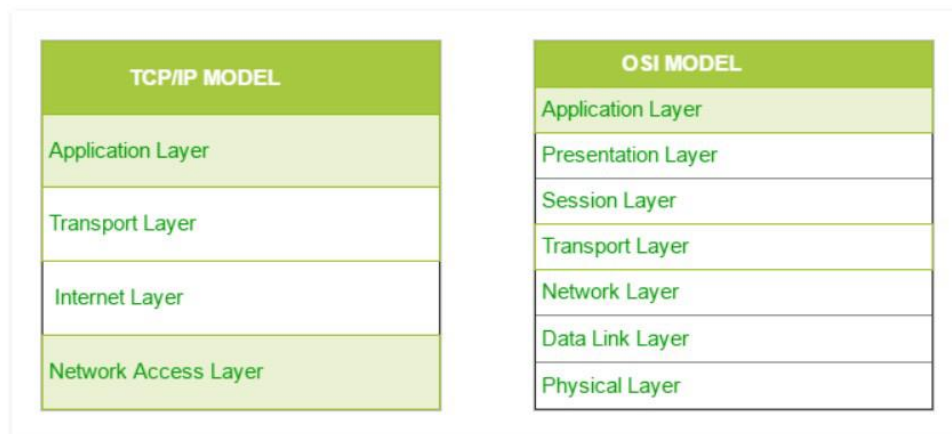 TCP/IP MODEL
Application Layer
Transport Layer
Internet Layer
Network Access Layer
OSI MODEL
Application Layer
Presentation Layer
Session Layer
Transport Layer
Network Layer
Data Link Layer
Physical Layer